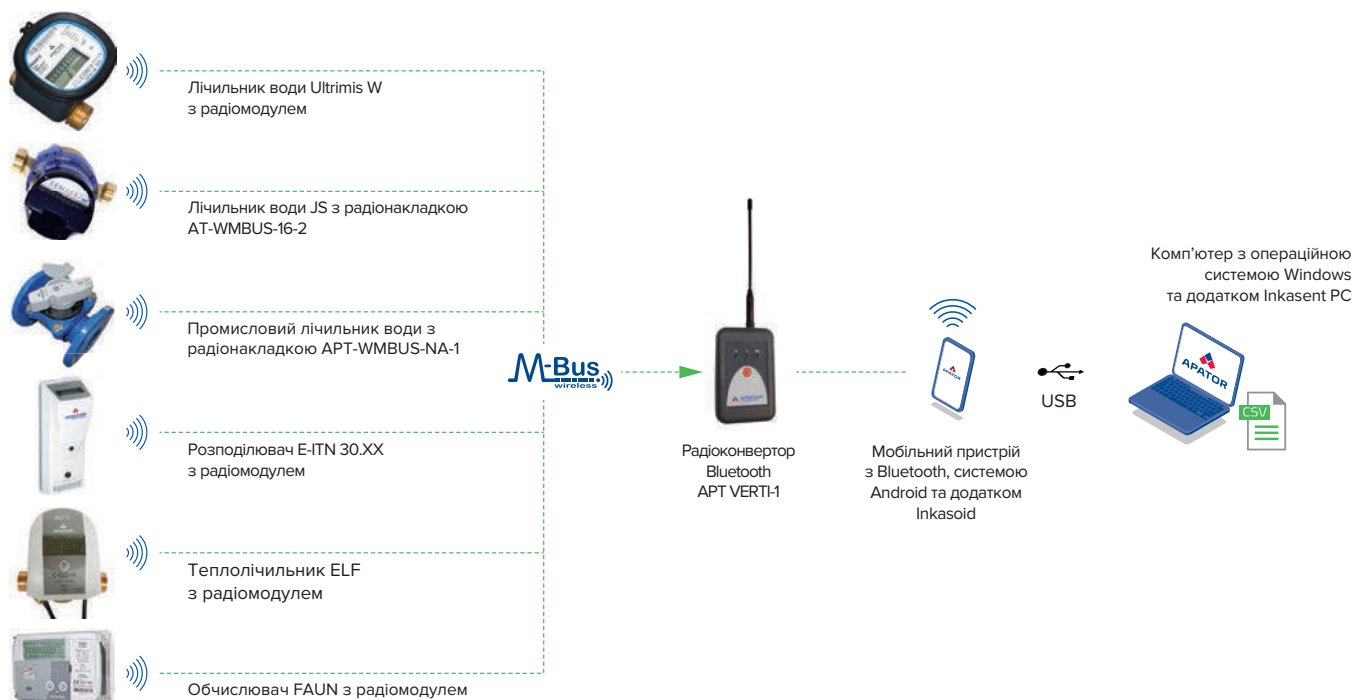 Лічильник води Ultrimis W
з радіомодулем
Лічильник води JS з радіонакладкою
AT-WMBUS-16-2
Промисловий лічильник води з
радіонакладкою APT-WMBUS-NA-1
Розподілювач E-ITN 30.XX
з радіомодулем
Теплолічильник ELF
з радіомодулем
Обчислювач FAUN з радіомодулем
M-Bus
wireless
Радіоконвертор
Bluetooth
APT VERTI-1
APATOR
Мобільний пристрій
з Bluetooth, системою
Android та додатком
Inkasoid
USB
Комп’ютер з операційною
системою Windows
та додатком Inkasent PC
APATOR
CSV